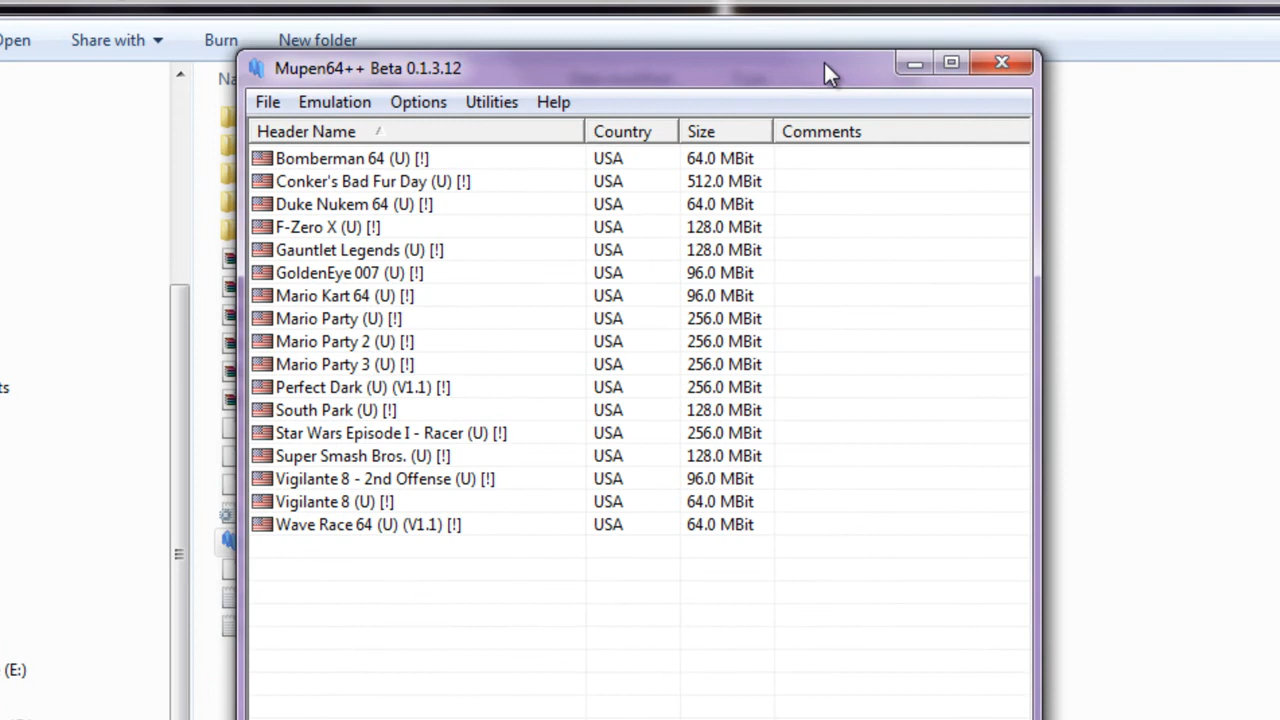 Open Share with Burn New folder
Na
Mupen64++ Beta 0.1.3.12
File Emulation Options Utilities Help
Header Name Country Size Comments
Bomberman 64 (U) [!] USA 64.0 MBit
Conker's Bad Fur Day (U) [!] USA 512.0 MBit
Duke Nukem 64 (U) [!] USA 64.0 MBit
F-Zero X (U) [!] USA 128.0 MBit
Gauntlet Legends (U) [!] USA 128.0 MBit
GoldenEye 007 (U) [!] USA 96.0 MBit
Mario Kart 64 (U) [!] USA 96.0 MBit
Mario Party (U) [!] USA 256.0 MBit
Mario Party 2 (U) [!] USA 256.0 MBit
Mario Party 3 (U) [!] USA 256.0 MBit
ts Perfect Dark (U) (V1.1) [!] USA 256.0 MBit
South Park (U) [!] USA 128.0 MBit
Star Wars Episode I - Racer (U) [!] USA 256.0 MBit
Super Smash Bros. (U) [!] USA 128.0 MBit
Vigilante 8 - 2nd Offense (U) [!] USA 96.0 MBit
Vigilante 8 (U) [!] USA 64.0 MBit
Wave Race 64 (U) (V1.1) [!] USA 64.0 MBit
(E:)